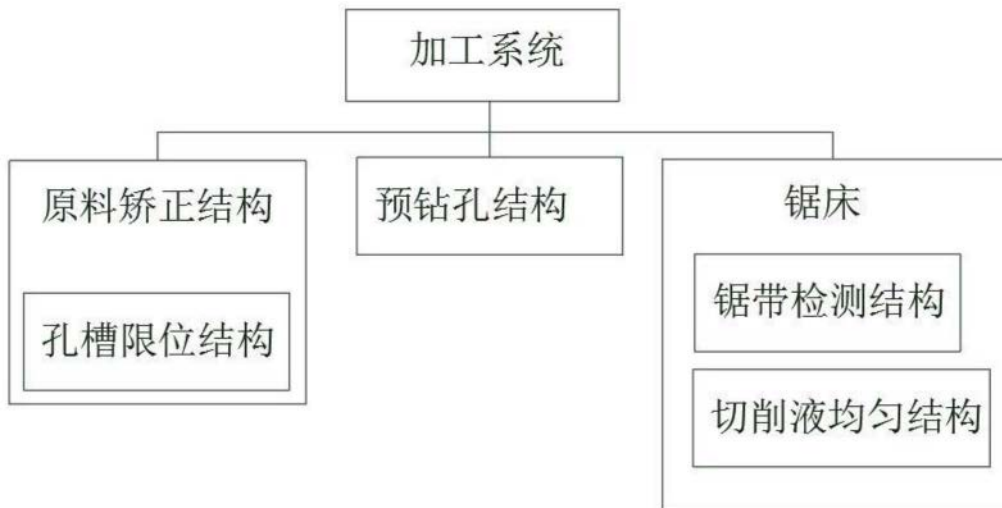 加工系统
原料矫正结构
预钻孔结构
锯床
孔槽限位结构
锯带检测结构
切削液均匀结构